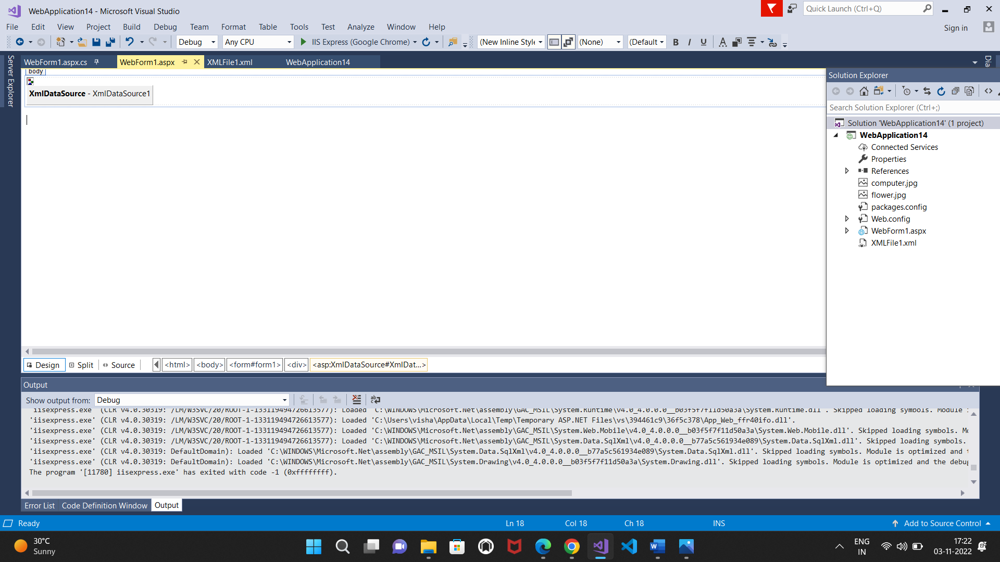 WebApplication14 - Microsoft Visual Studio
Quick Launch (Ctrl+Q)
File Edit View Project Build Debug Team Format Table Tools Test Analyze Window Help
Sign in
Debug Any CPU IIS Express (Google Chrome) (New Inline Style (None) (Default B I U A
Server Explorer
WebForm1.aspx.cs WebForm1.aspx XMLFile1.xml WebApplication14
Dia
body
XmlDataSource - XmlDataSource1
Solution Explorer
Search Solution Explorer (Ctrl+;)
Solution 'WebApplication14' (1 project)
WebApplication14
Connected Services
Properties
References
computer.jpg
flower.jpg
packages.config
Web.config
WebForm1.aspx
XMLFile1.xml
Design Split Source <html> <body> <form#form1> <div> <asp:XmlDataSource#XmlDat...>
Output
Show output from: Debug
'iisexpress.exe' (CLR v4.0.30319: /LM/W3SVC/20/ROOT-1-133119494726613577): Loaded 'C:\WINDOWS\Microsoft.Net\assembly\GAC_MSIL\System.Runtime\v4.0_4.0.0.0__b03f5f7f11d50a3a\System.Runtime.dll'. Skipped loading symbols. Module
'iisexpress.exe' (CLR v4.0.30319: /LM/W3SVC/20/ROOT-1-133119494726613577): Loaded 'C:\Users\visha\AppData\Local\Temp\Temporary ASP.NET Files\vs\394461c9\36f5c378\App_Web_ffr40ifo.dll'.
'iisexpress.exe' (CLR v4.0.30319: /LM/W3SVC/20/ROOT-1-133119494726613577): Loaded 'C:\WINDOWS\Microsoft.Net\assembly\GAC_MSIL\System.Web.Mobile\v4.0_4.0.0.0__b03f5f7f11d50a3a\System.Web.Mobile.dll'. Skipped loading symbols. Mo
'iisexpress.exe' (CLR v4.0.30319: /LM/W3SVC/20/ROOT-1-133119494726613577): Loaded 'C:\WINDOWS\Microsoft.Net\assembly\GAC_MSIL\System.Data.SqlXml\v4.0_4.0.0.0__b77a5c561934e089\System.Data.SqlXml.dll'. Skipped loading symbols.
'iisexpress.exe' (CLR v4.0.30319: DefaultDomain): Loaded 'C:\WINDOWS\Microsoft.Net\assembly\GAC_MSIL\System.Data.SqlXml\v4.0_4.0.0.0__b77a5c561934e089\System.Data.SqlXml.dll'. Skipped loading symbols. Module is optimized and t
'iisexpress.exe' (CLR v4.0.30319: DefaultDomain): Loaded 'C:\WINDOWS\Microsoft.Net\assembly\GAC_MSIL\System.Drawing\v4.0_4.0.0.0__b03f5f7f11d50a3a\System.Drawing.dll'. Skipped loading symbols. Module is optimized and the debug
The program '[11780] iisexpress.exe' has exited with code -1 (0xffffffff).
Error List Code Definition Window Output
Ready Ln 18 Col 18 Ch 18 INS Add to Source Control
30°C
Sunny
ENG
IN
17:22
03-11-2022